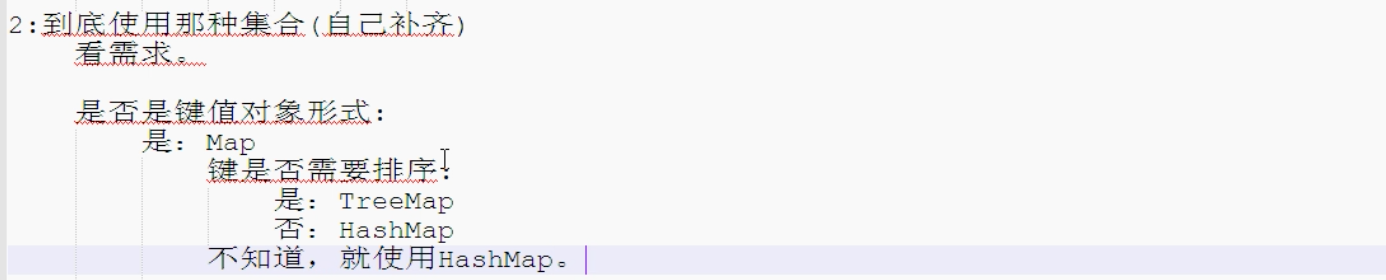 2:到底使用那种集合(自己补齐)
看需求。
是否是键值对象形式:
是: Map
键是否需要排序:
是: TreeMap
否: HashMap
不知道，就使用HashMap。